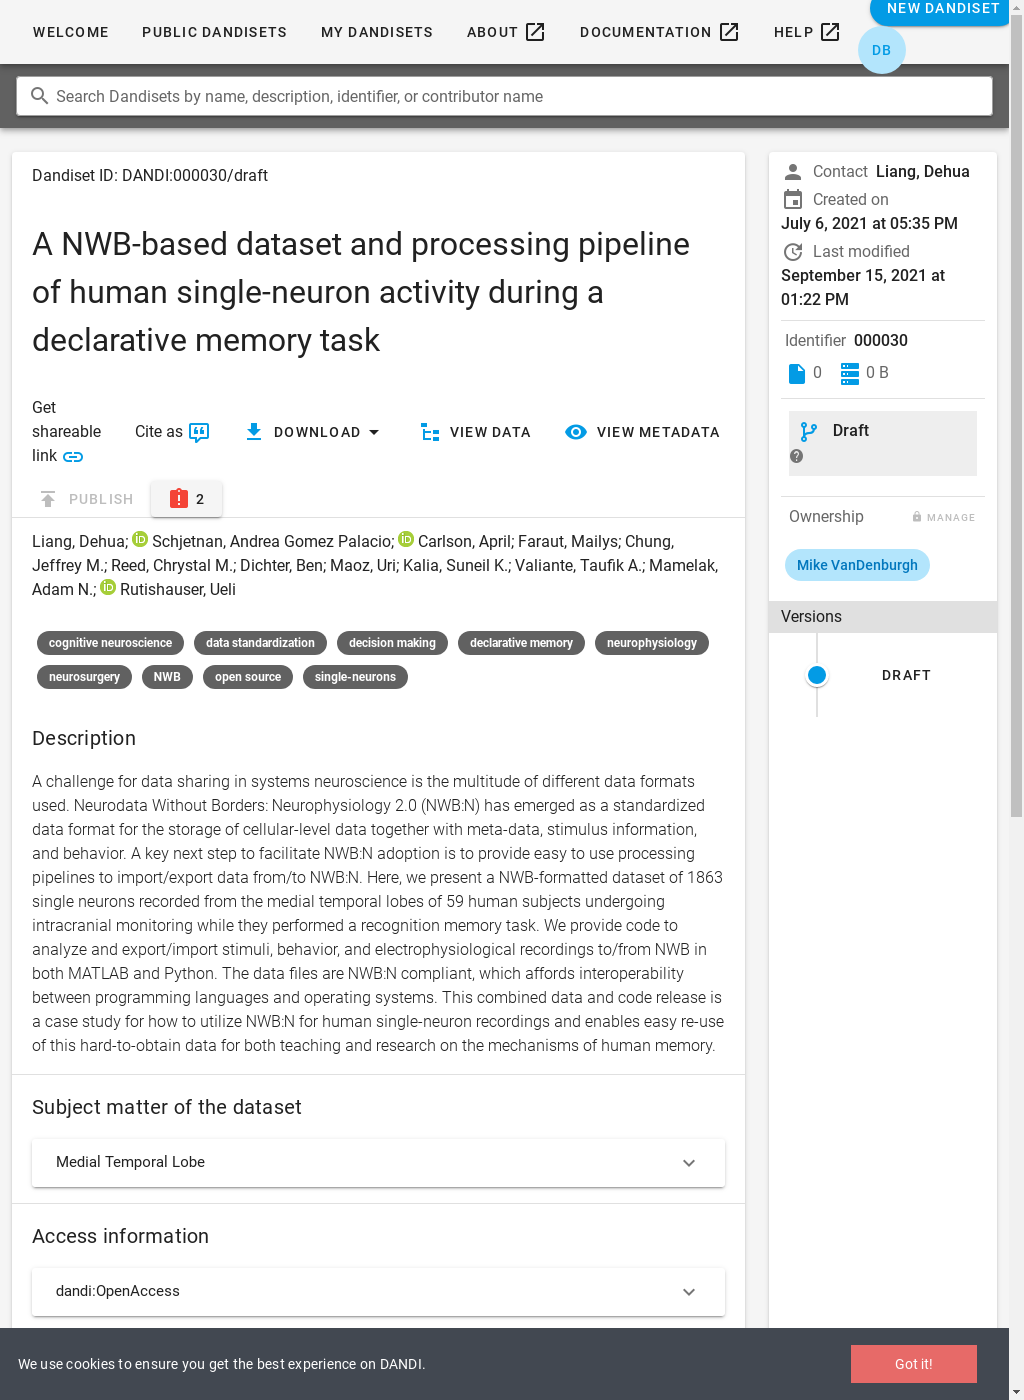 WELCOME
PUBLIC DANDISETS
MY DANDISETS
ABOUT
DOCUMENTATION
HELP
NEW DANDISET
DB
Search Dandisets by name, description, identifier, or contributor name
Dandiset ID: DANDI:000030/draft
A NWB-based dataset and processing pipeline
of human single-neuron activity during a
declarative memory task
Get
shareable
link
Cite as
DOWNLOAD
VIEW DATA
VIEW METADATA
PUBLISH
2
Liang, Dehua; iD Schjetnan, Andrea Gomez Palacio; iD Carlson, April; Faraut, Mailys; Chung,
Jeffrey M.; Reed, Chrystal M.; Dichter, Ben; Maoz, Uri; Kalia, Suneil K.; Valiante, Taufik A.; Mamelak,
Adam N.; iD Rutishauser, Ueli
cognitive neuroscience data standardization decision making declarative memory neurophysiology
neurosurgery NWB open source single-neurons
Description
A challenge for data sharing in systems neuroscience is the multitude of different data formats
used. Neurodata Without Borders: Neurophysiology 2.0 (NWB:N) has emerged as a standardized
data format for the storage of cellular-level data together with meta-data, stimulus information,
and behavior. A key next step to facilitate NWB:N adoption is to provide easy to use processing
pipelines to import/export data from/to NWB:N. Here, we present a NWB-formatted dataset of 1863
single neurons recorded from the medial temporal lobes of 59 human subjects undergoing
intracranial monitoring while they performed a recognition memory task. We provide code to
analyze and export/import stimuli, behavior, and electrophysiological recordings to/from NWB in
both MATLAB and Python. The data files are NWB:N compliant, which affords interoperability
between programming languages and operating systems. This combined data and code release is
a case study for how to utilize NWB:N for human single-neuron recordings and enables easy re-use
of this hard-to-obtain data for both teaching and research on the mechanisms of human memory.
Subject matter of the dataset
Medial Temporal Lobe
Access information
dandi:OpenAccess
Contact Liang, Dehua
Created on
July 6, 2021 at 05:35 PM
Last modified
September 15, 2021 at
01:22 PM
Identifier 000030
0 0 B
Draft
?
Ownership MANAGE
Mike VanDenburgh
Versions
DRAFT
We use cookies to ensure you get the best experience on DANDI.
Got it!